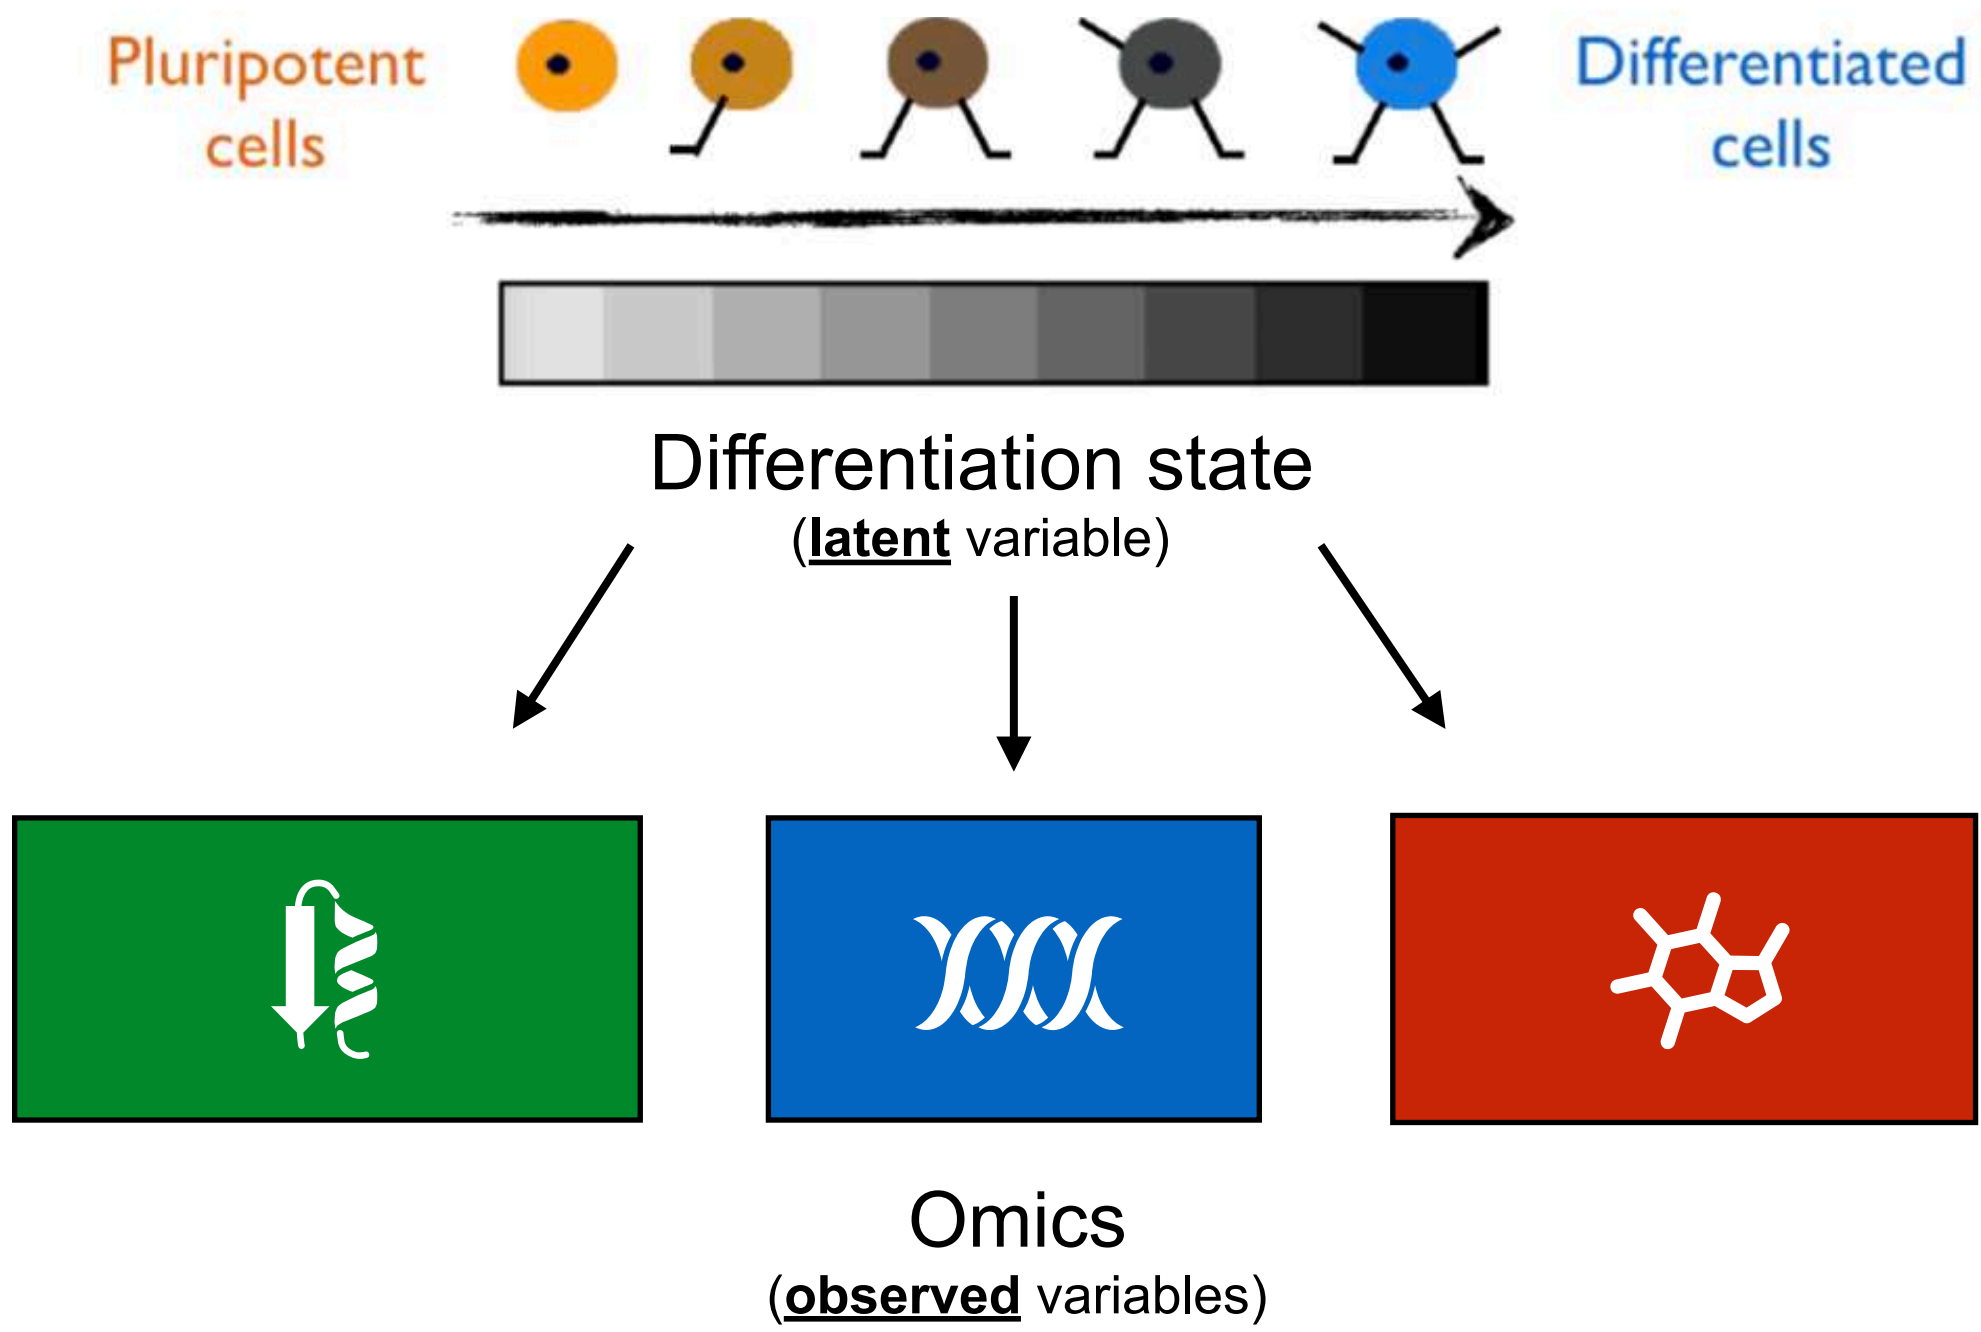 Pluripotent
cells
Differentiated
cells
Differentiation state
(latent variable)
Omics
(observed variables)